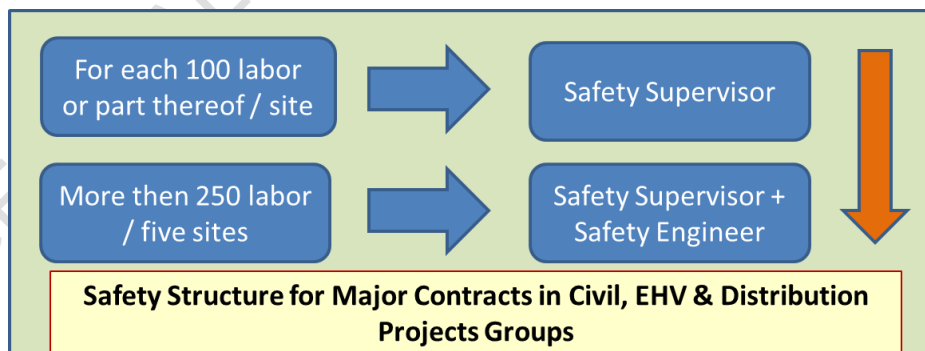 For each 100 labor
or part thereof / site
Safety Supervisor
More then 250 labor
/ five sites
Safety Supervisor +
Safety Engineer
Safety Structure for Major Contracts in Civil, EHV & Distribution
Projects Groups